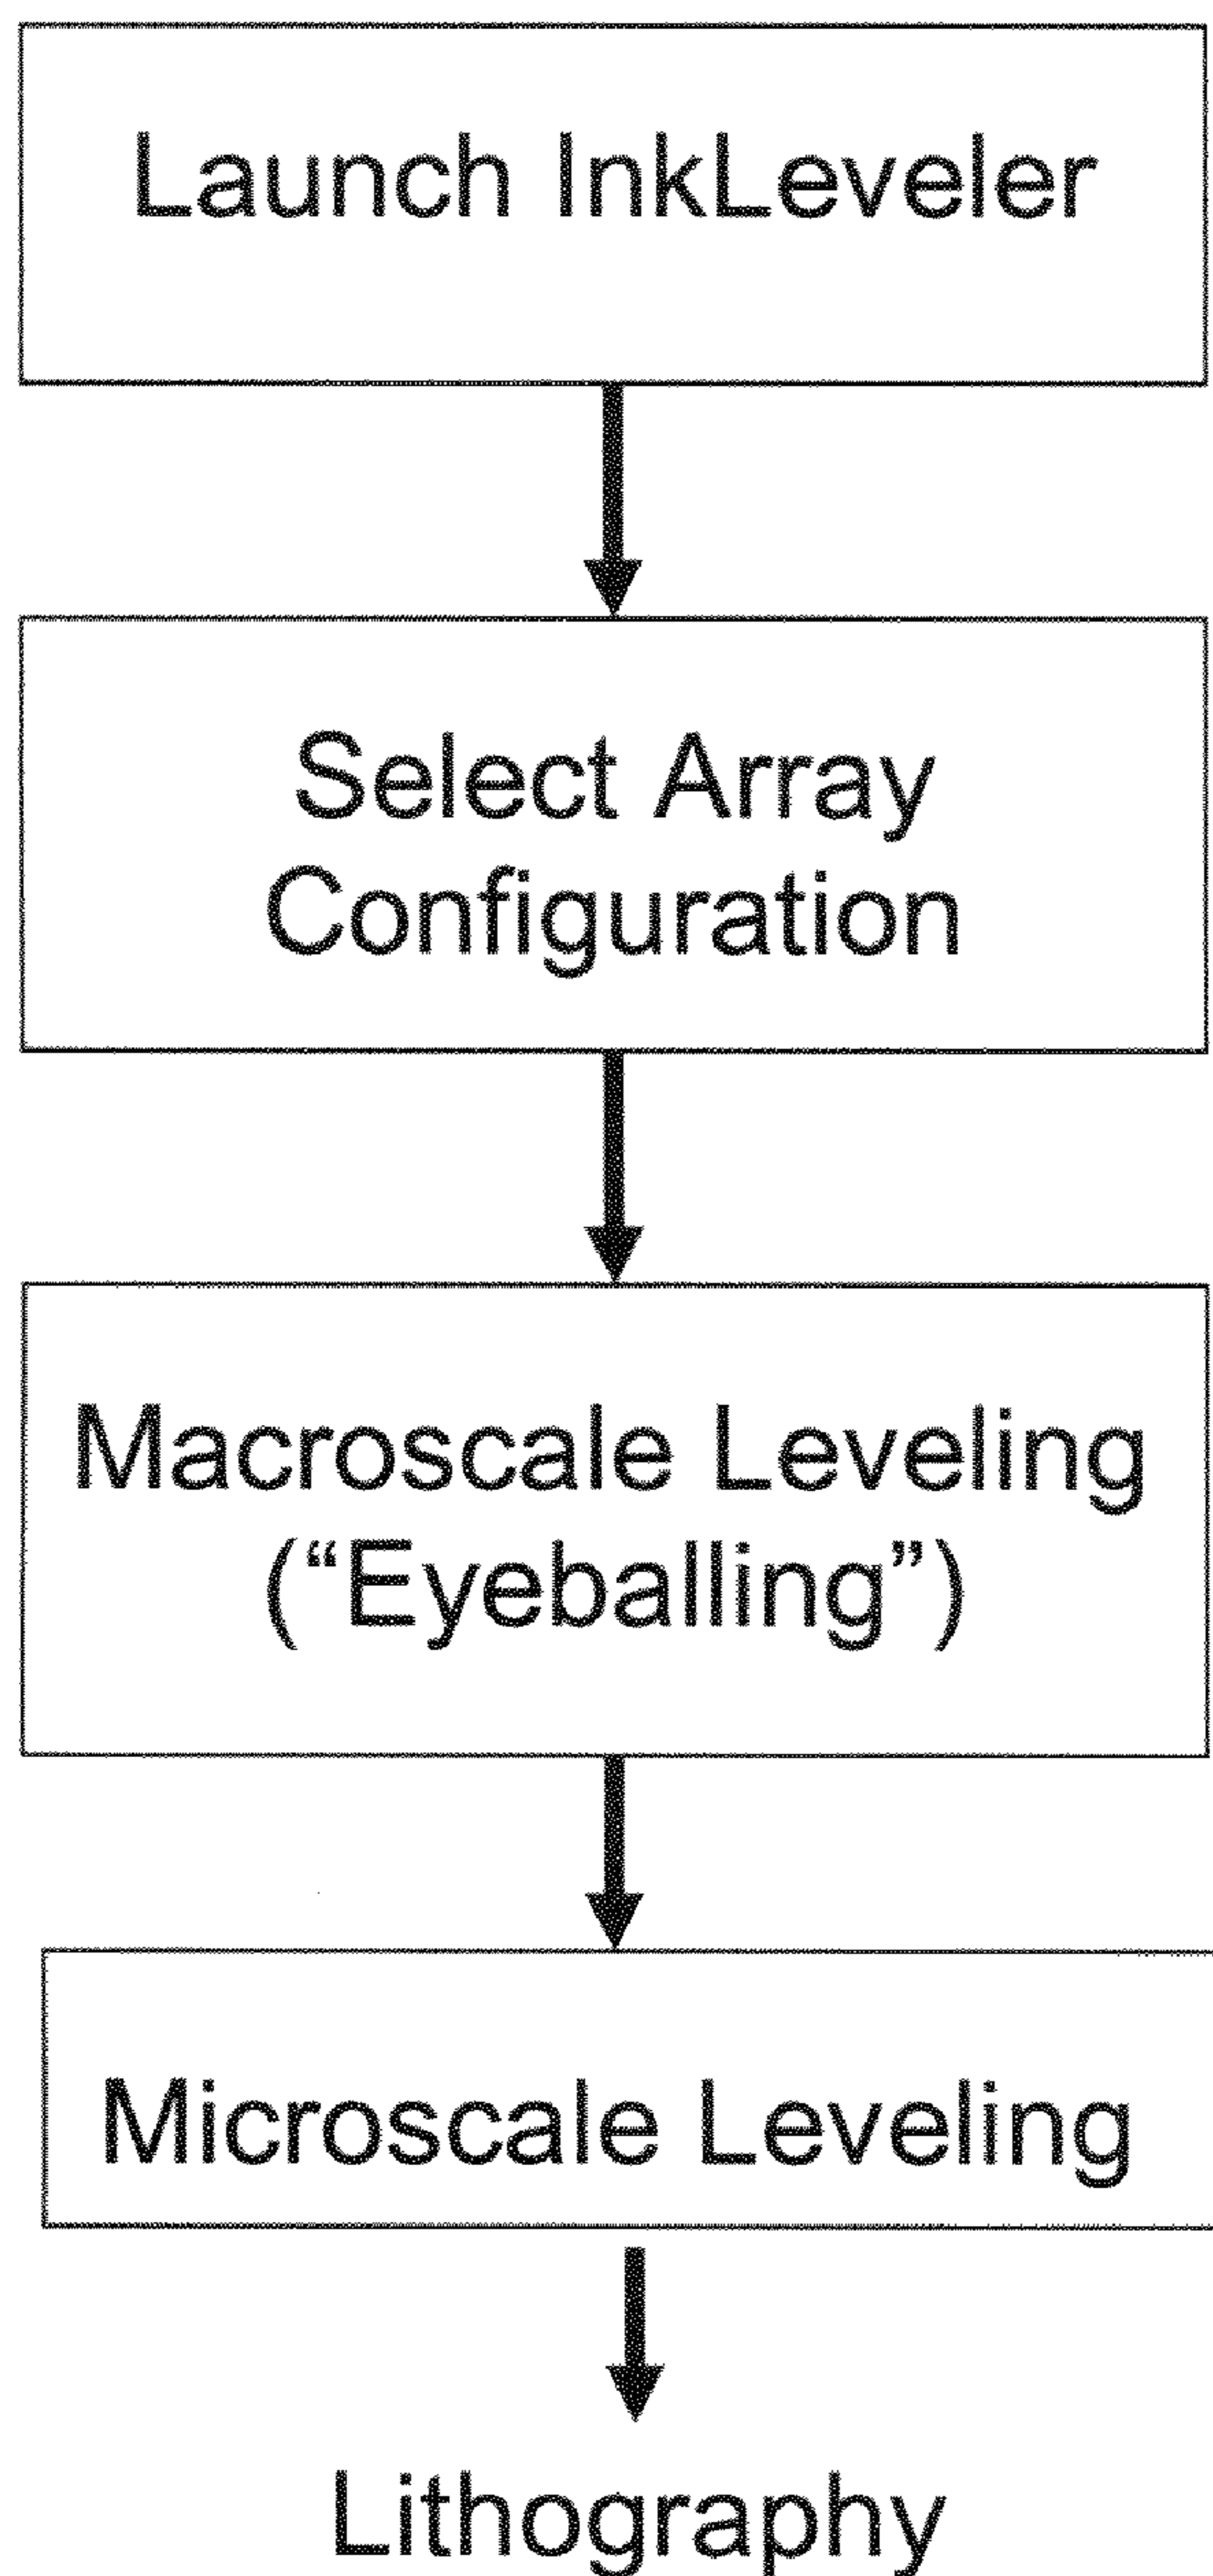 Launch InkLeveler
Select Array
Configuration
Macroscale Leveling
(“Eyeballing”)
Microscale Leveling
Lithography